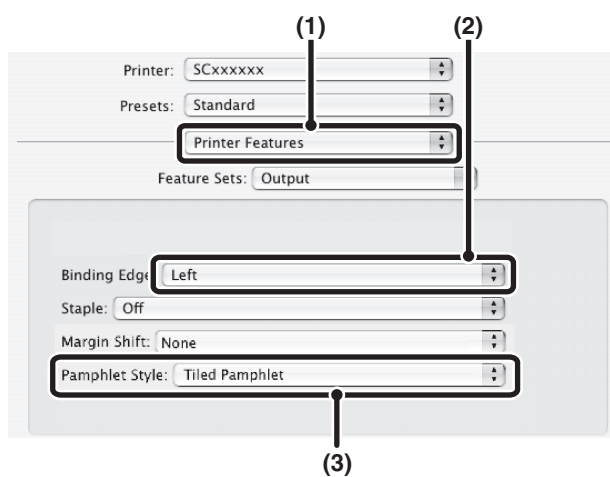 (1) (2)
Printer: SCxxxxxx
Presets: Standard
Printer Features
Feature Sets: Output
Binding Edge Left
Staple: Off
Margin Shift: None
Pamphlet Style: Tiled Pamphlet
(3)